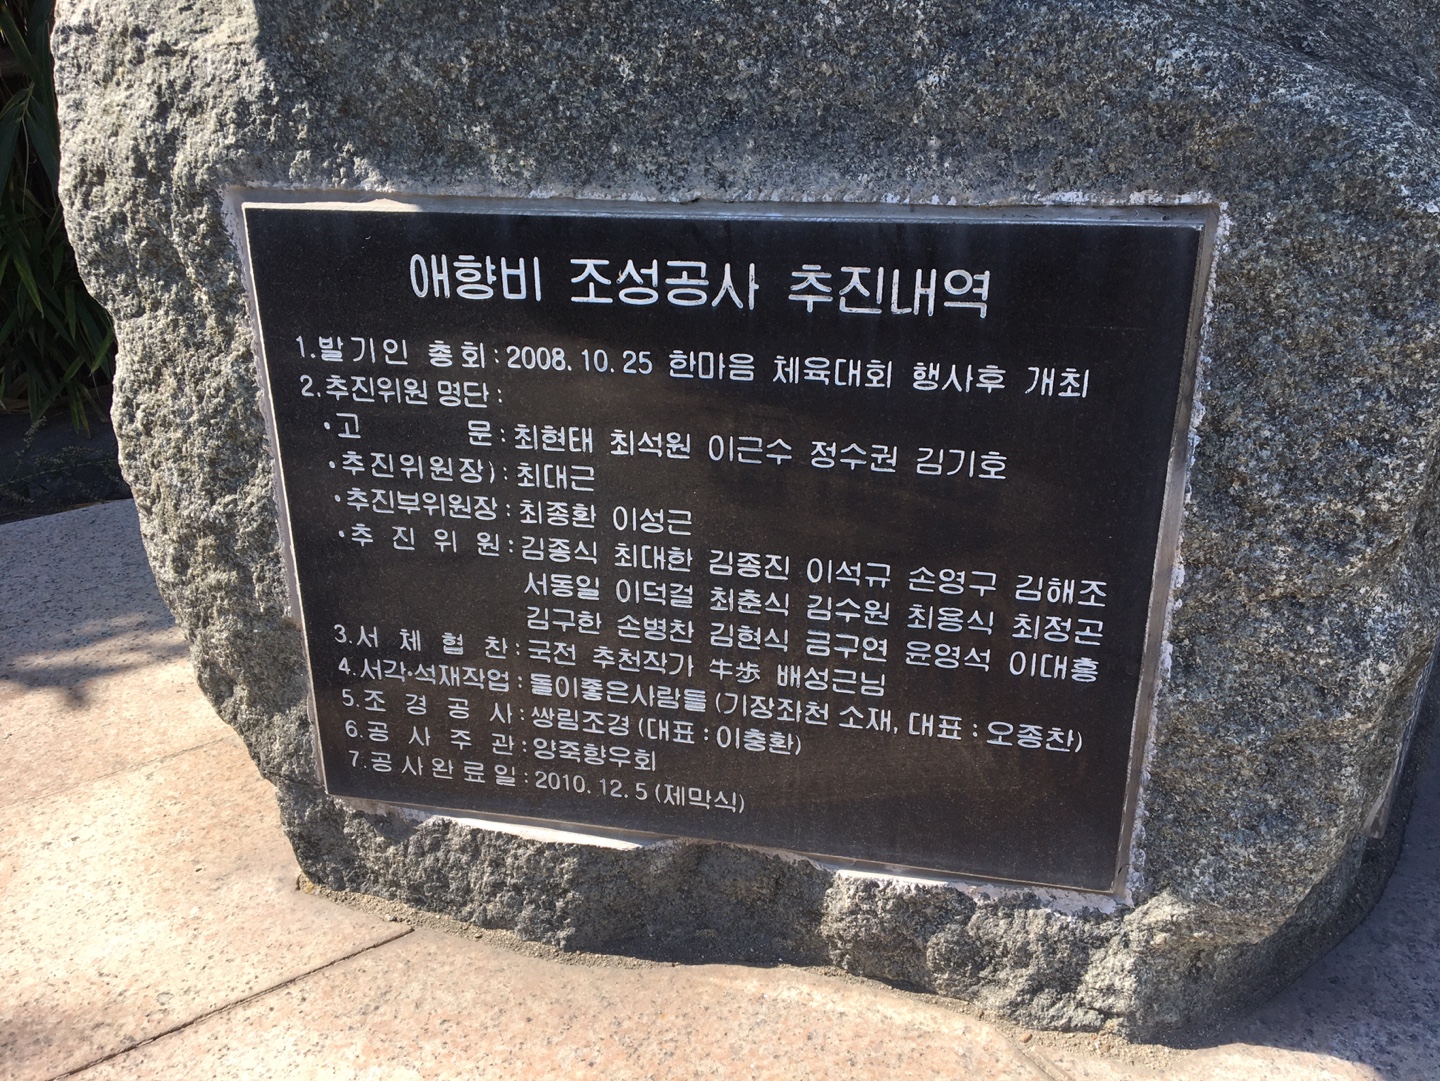 애향비 조성공사 추진내역
1.발기인 총회 : 2008. 10. 25 한마음 체육대회 행사후 개최
2.추진위원 명단 :
·고 문 : 최현태 최석원 이근수 정수권 김기호
·추진위원장) : 최대근
·추진부위원장 : 최종환 이성근
·추 진 위 원 : 김종식 최대한 김종진 이석규 손영구 김해조
서동일 이덕걸 최춘식 김수원 최용식 최정곤
김구한 손병찬 김현식 금구연 윤영석 이대흥
3.서 체 협 찬 : 국전 추천작가 牛步 배성근님
4.서각·석재작업 : 돌이좋은사람들 (기장좌천 소재, 대표 : 오종찬)
5.조 경 공 사 : 쌍림조경 (대표 : 이충환)
6.공 사 주 관 : 양죽향우회
7.공 사 완 료 일 : 2010. 12. 5 (제막식)